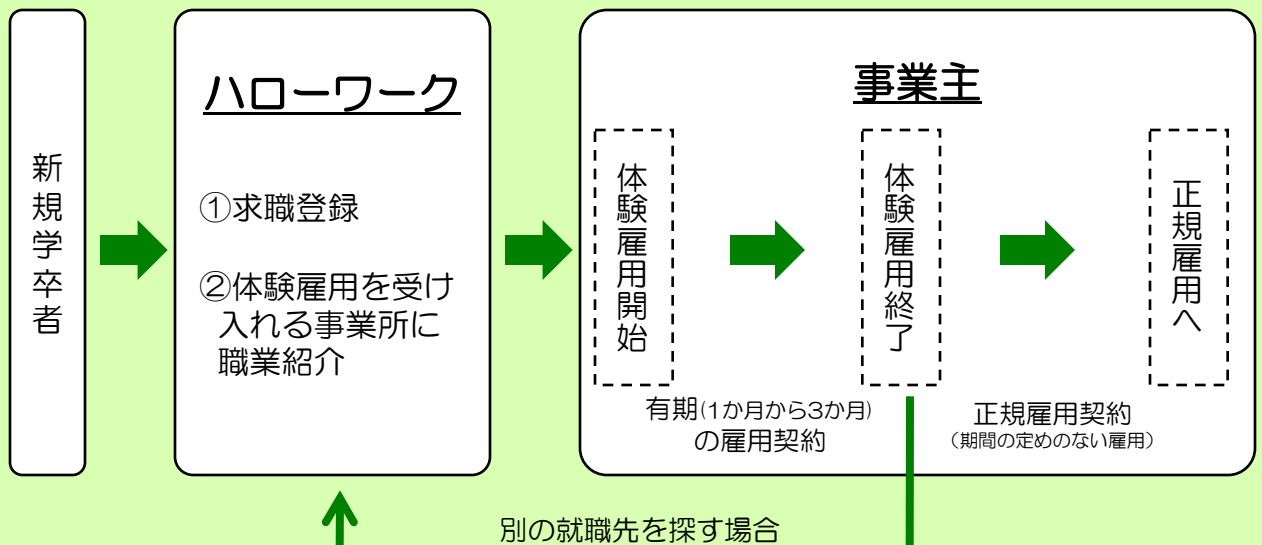 新規学卒者
ハローワーク
①求職登録
②体験雇用を受け
入れる事業所に
職業紹介
事業主
体験雇用開始
体験雇用終了
正規雇用へ
有期(1か月から3か月)
の雇用契約
正規雇用契約
（期間の定めのない雇用）
別の就職先を探す場合